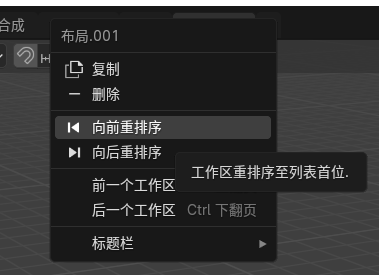 合成
布局.001
复制
删除
向前重排序
向后重排序
工作区重排序至列表首位.
前一个工作区
后一个工作区 Ctrl 下翻页
标题栏